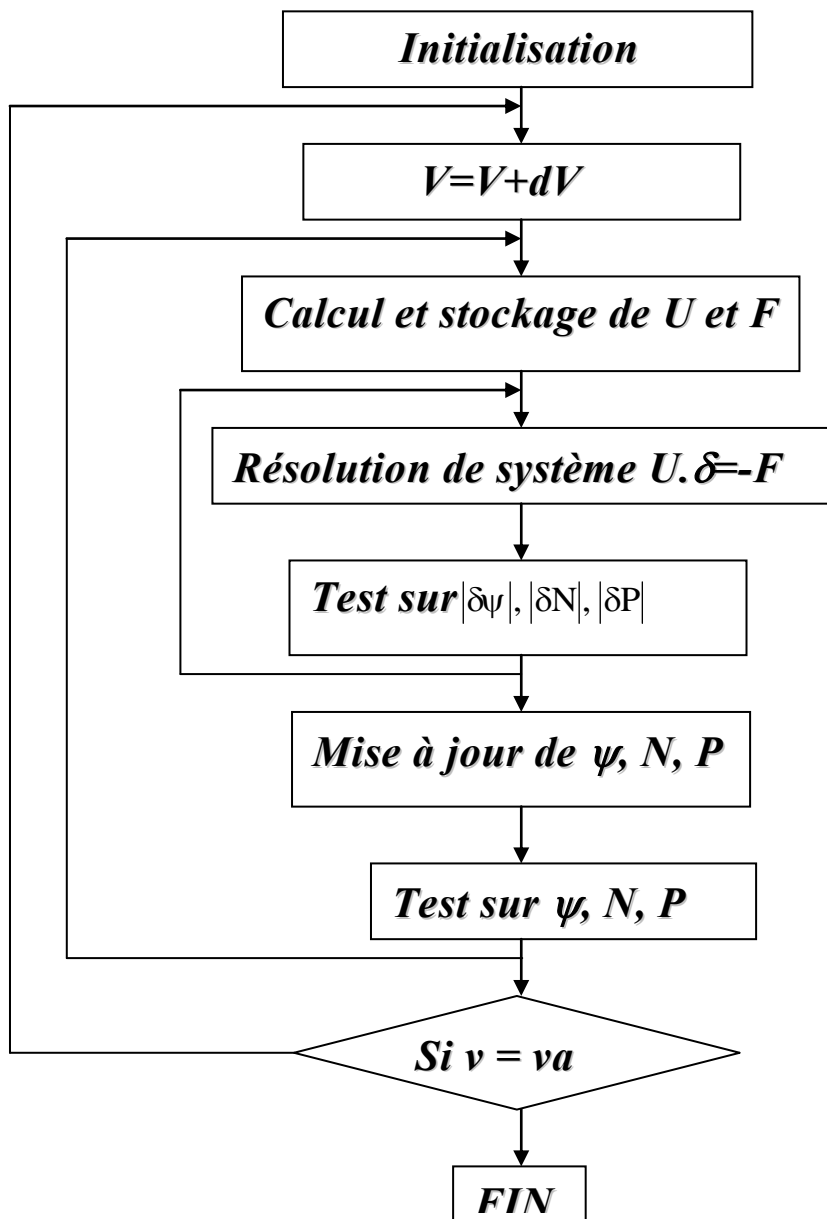 Initialisation
V=V+dV
Calcul et stockage de U et F
Résolution de système U.δ=-F
Test sur |δψ|, |δN|, |δP|
Mise à jour de ψ, N, P
Test sur ψ, N, P
Si v = va
FIN